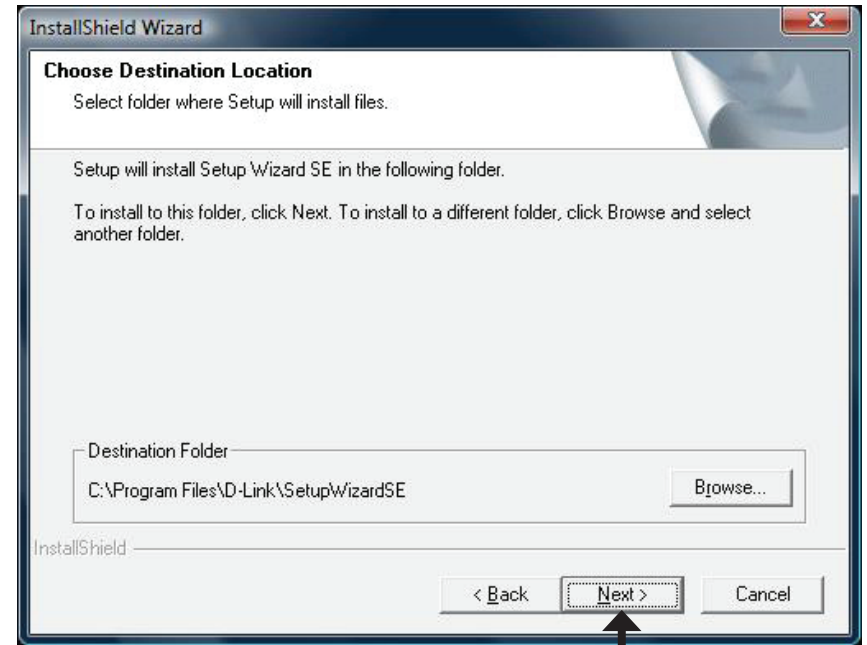 InstallShield Wizard
Choose Destination Location
Select folder where Setup will install files.
Setup will install Setup Wizard SE in the following folder.
To install to this folder, click Next. To install to a different folder, click Browse and select
another folder.
Destination Folder
C:\Program Files\D-Link\SetupWizardSE
Browse...
InstallShield
< Back
Next >
Cancel